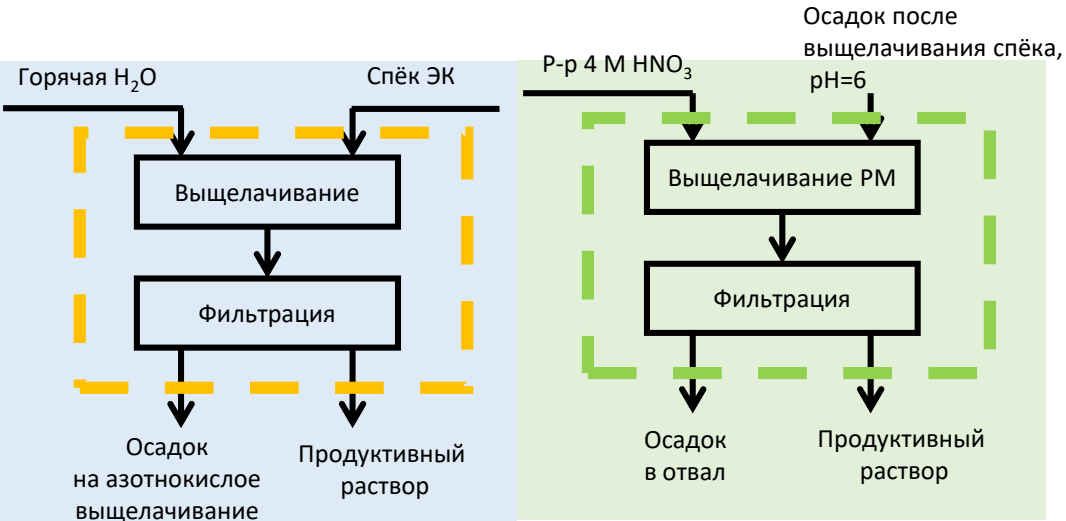 Горячая H₂O
Спёк ЭК
Выщелачивание
Фильтрация
Осадок
на азотнокислое
выщелачивание
Продуктивный
раствор
Осадок после
выщелачивания спёка,
pH=6
Р-р 4 М HNO₃
Выщелачивание РМ
Фильтрация
Осадок
в отвал
Продуктивный
раствор